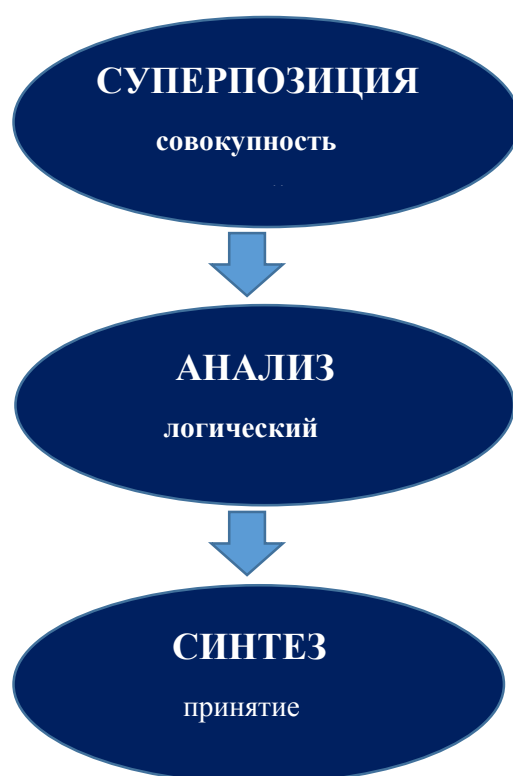 СУПЕРПОЗИЦИЯ
совокупность
АНАЛИЗ
логический
СИНТЕЗ
принятие